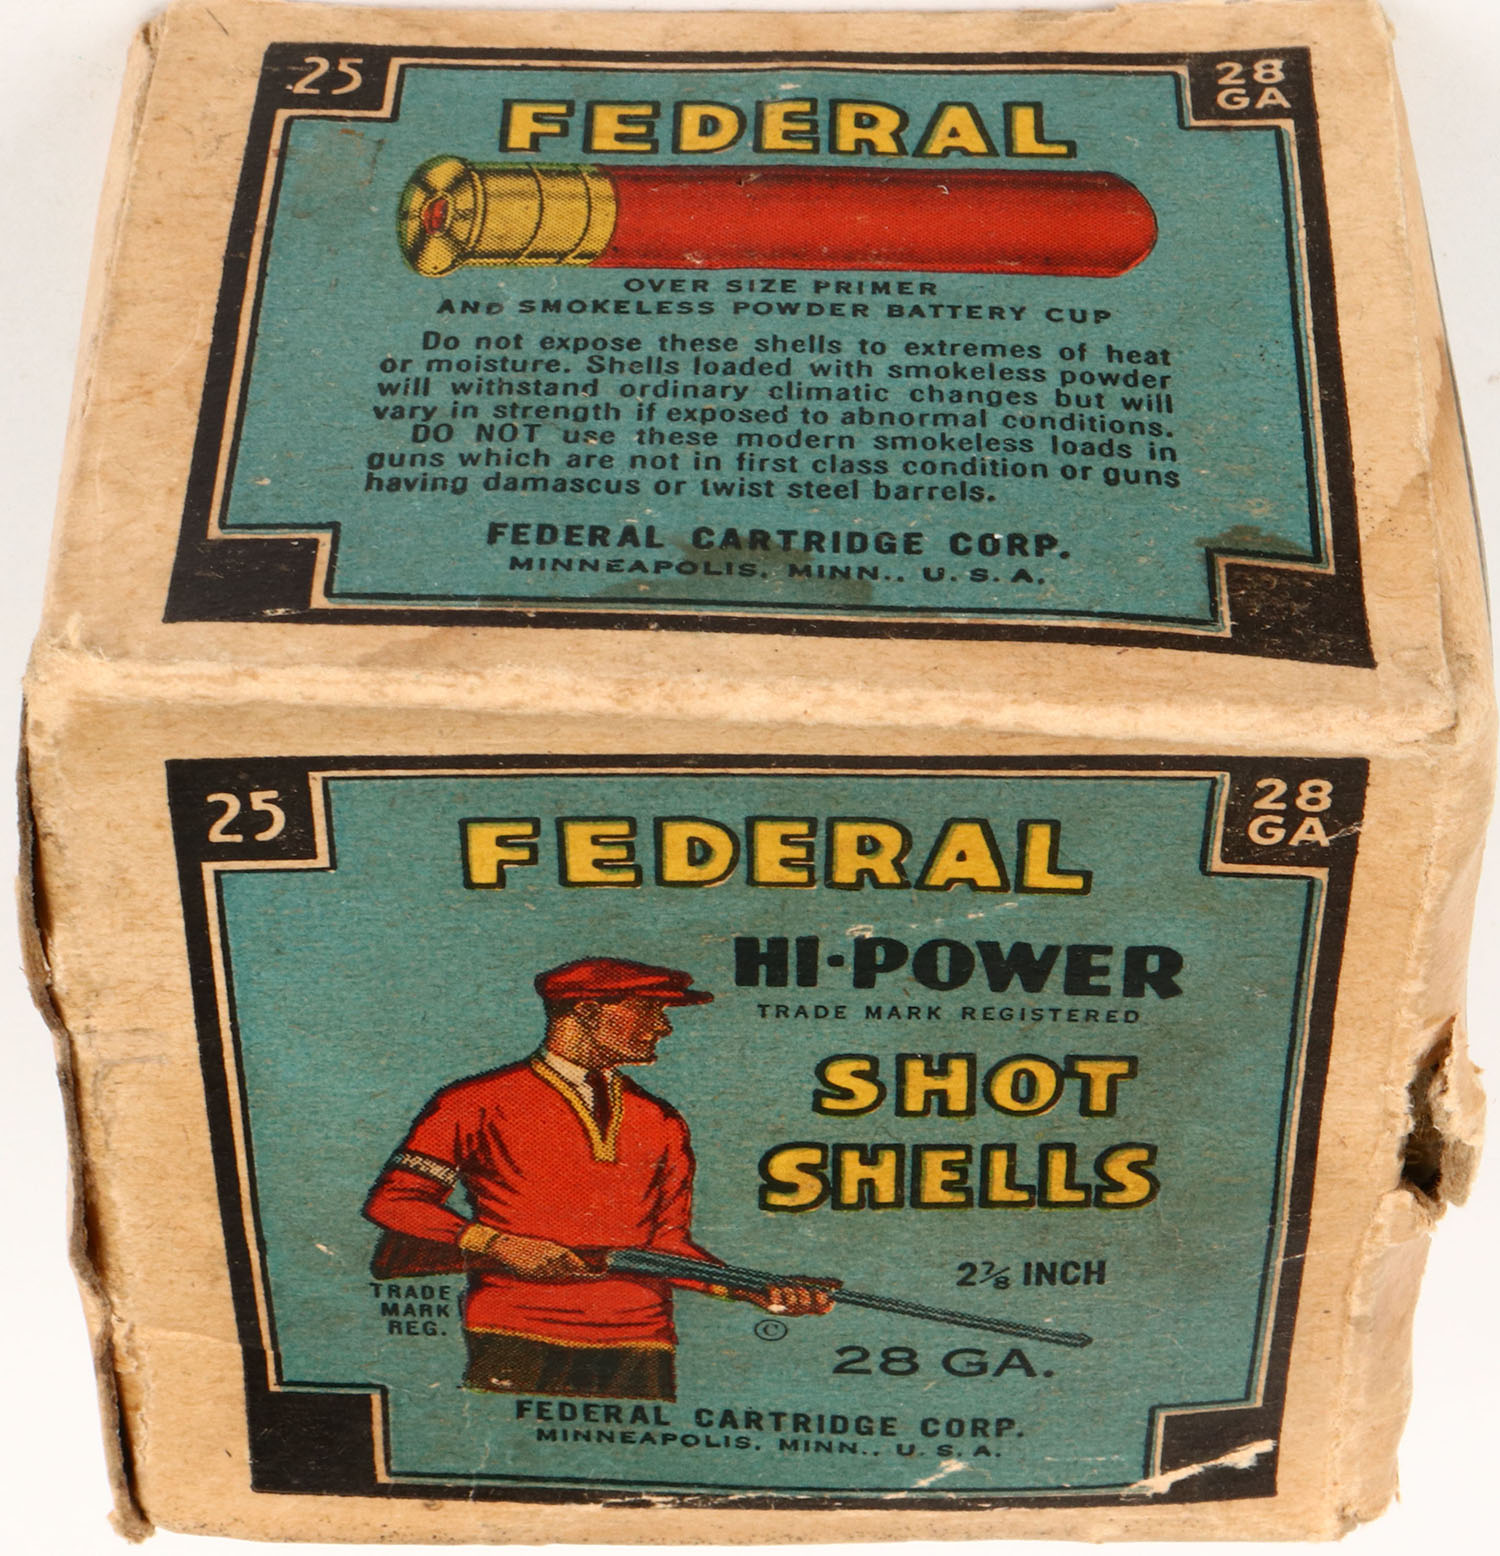 25
28
GA
FEDERAL
OVER SIZE PRIMER
AND SMOKELESS POWDER BATTERY CUP
Do not expose these shells to extremes of heat
or moisture. Shells loaded with smokeless powder
will withstand ordinary climatic changes but will
vary in strength if exposed to abnormal conditions.
DO NOT use these modern smokeless loads in
guns which are not in first class condition or guns
having damascus or twist steel barrels.
FEDERAL CARTRIDGE CORP.
MINNEAPOLIS, MINN., U. S. A.
25
28
GA
FEDERAL
HI-POWER
TRADE MARK REGISTERED
SHOT
SHELLS
HI-POWER
2⅞ INCH
TRADE
MARK
REG.
©
28 GA.
FEDERAL CARTRIDGE CORP.
MINNEAPOLIS, MINN., U. S. A.